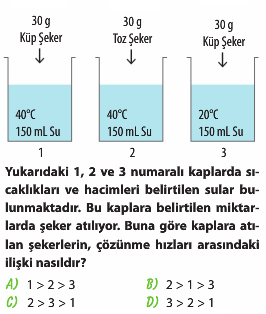 30 g 30 g 30 g
Küp Şeker Toz Şeker Küp Şeker
40°C 40°C 20°C
150 mL Su 150 mL Su 150 mL Su
1 2 3
Yukarıdaki 1, 2 ve 3 numaralı kaplarda sı-
caklıkları ve hacimleri belirtilen sular bu-
lunmaktadır. Bu kaplara belirtilen miktar-
larda şeker atılıyor. Buna göre kaplara atı-
lan şekerlerin, çözünme hızları arasındaki
ilişki nasıldır?
A) 1 > 2 > 3 B) 2 > 1 > 3
C) 2 > 3 > 1 D) 3 > 2 > 1